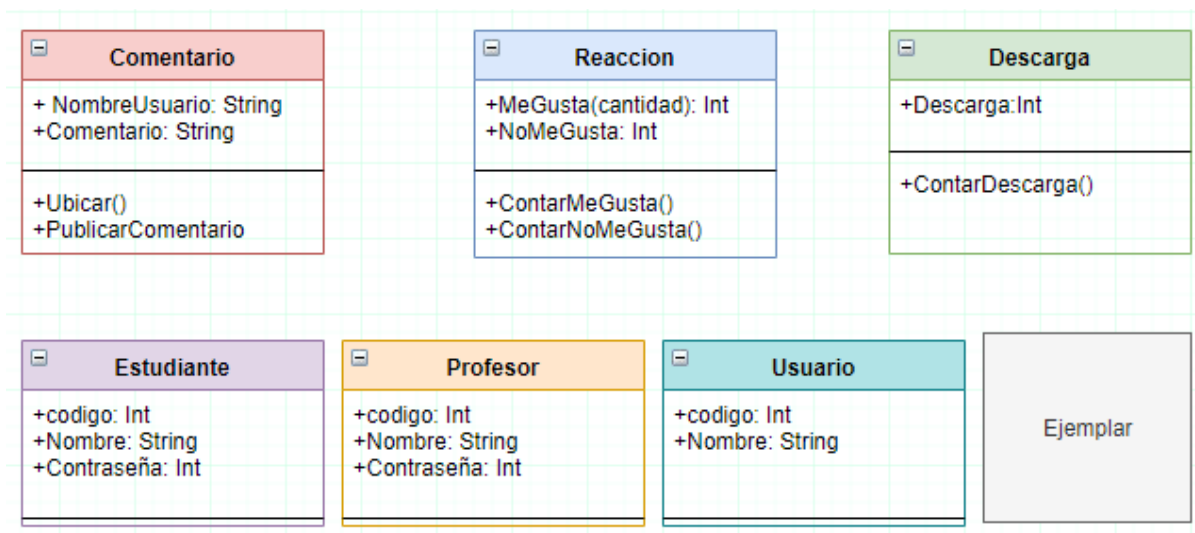 Comentario
+ NombreUsuario: String
+Comentario: String
+Ubicar()
+PublicarComentario
Reaccion
+MeGusta(cantidad): Int
+NoMeGusta: Int
+ContarMeGusta()
+ContarNoMeGusta()
Descarga
+Descarga:Int
+ContarDescarga()
Estudiante
+codigo: Int
+Nombre: String
+Contraseña: Int
Profesor
+codigo: Int
+Nombre: String
+Contraseña: Int
Usuario
+codigo: Int
+Nombre: String
Ejemplar